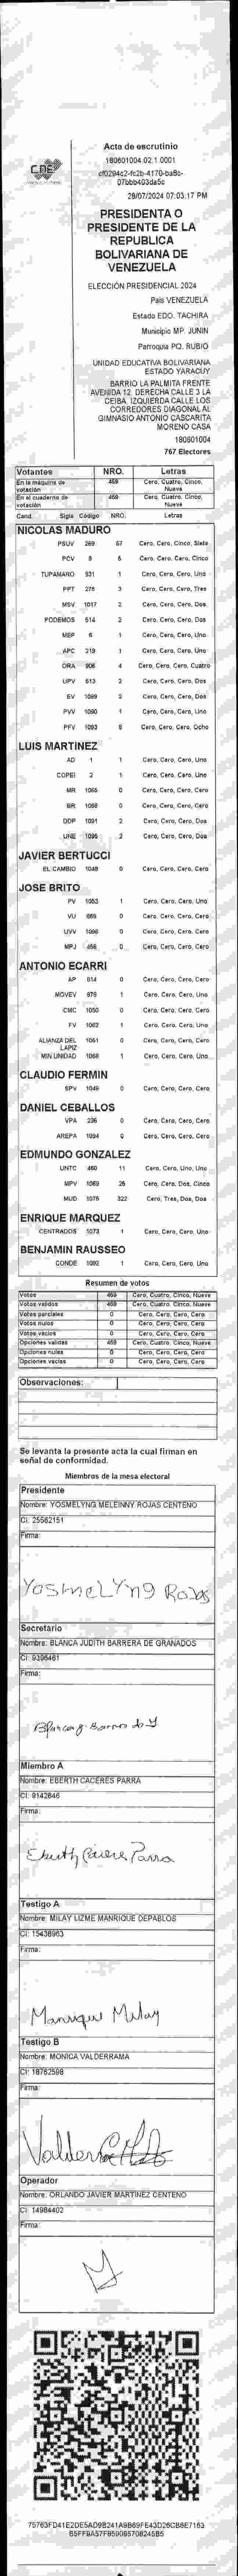 CNE
Acta de escrutinio
180601004.02.1.0001
cf0294c2-fc2b-4170-ba8c-
07bbb403da5c
28/07/2024 07:03:17 PM
PRESIDENTA O
PRESIDENTE DE LA
REPUBLICA
BOLIVARIANA DE
VENEZUELA
ELECCIÓN PRESIDENCIAL 2024
País VENEZUELA
Estado EDO. TACHIRA
Municipio MP. JUNIN
Parroquia PQ. RUBIO
UNIDAD EDUCATIVA BOLIVARIANA
ESTADO YARACUY
BARRIO LA PALMITA FRENTE
AVENIDA 12. DERECHA CALLE 3 LA
CEIBA. IZQUIERDA CALLE LOS
CORREDORES DIAGONAL AL
GIMNASIO ANTONIO CASCARITA
MORENO CASA
180601004
767 Electores
Votantes NRO. Letras
En la máquina de votación 459 Cero, Cuatro, Cinco, Nueve
En el cuaderno de votación 459 Cero, Cuatro, Cinco, Nueve
Cand. Sigla Código NRO. Letras
NICOLAS MADURO
PSUV 269 57 Cero, Cero, Cinco, Siete
PCV 5 Cero, Cero, Cero, Cinco
TUPAMARO 931 1 Cero, Cero, Cero, Uno
PPT 276 3 Cero, Cero, Cero, Tres
MSV 1017 2 Cero, Cero, Cero, Dos
PODEMOS 514 2 Cero, Cero, Cero, Dos
MEP 6 1 Cero, Cero, Cero, Uno
APC 219 1 Cero, Cero, Cero, Uno
ORA 906 4 Cero, Cero, Cero, Cuatro
UPV 613 2 Cero, Cero, Cero, Dos
EV 1089 2 Cero, Cero, Cero, Dos
PVV 1090 1 Cero, Cero, Cero, Uno
PFV 1093 8 Cero, Cero, Cero, Ocho
LUIS MARTINEZ
AD 1 1 Cero, Cero, Cero, Uno
COPEI 2 1 Cero, Cero, Cero, Uno
MR 1065 0 Cero, Cero, Cero, Cero
BR 1058 0 Cero, Cero, Cero, Cero
DDP 1091 2 Cero, Cero, Cero, Dos
UNE 1095 2 Cero, Cero, Cero, Dos
JAVIER BERTUCCI
EL CAMBIO 1048 0 Cero, Cero, Cero, Cero
JOSE BRITO
PV 1053 1 Cero, Cero, Cero, Uno
VU 669 0 Cero, Cero, Cero, Cero
UVV 1096 0 Cero, Cero, Cero, Cero
MPJ 458 0 Cero, Cero, Cero, Cero
ANTONIO ECARRI
AP 814 0 Cero, Cero, Cero, Cero
MOVEV 878 1 Cero, Cero, Cero, Uno
CMC 1050 0 Cero, Cero, Cero, Cero
FV 1062 1 Cero, Cero, Cero, Uno
ALIANZA DEL LAPIZ 1061 0 Cero, Cero, Cero, Cero
MIN UNIDAD 1068 1 Cero, Cero, Cero, Uno
CLAUDIO FERMIN
SPV 1049 0 Cero, Cero, Cero, Cero
DANIEL CEBALLOS
VPA 236 0 Cero, Cero, Cero, Cero
AREPA 1094 0 Cero, Cero, Cero, Cero
EDMUNDO GONZALEZ
UNTC 460 11 Cero, Cero, Uno, Uno
MPV 1069 25 Cero, Cero, Dos, Cinco
MUD 1075 322 Cero, Tres, Dos, Dos
ENRIQUE MARQUEZ
CENTRADOS 1073 1 Cero, Cero, Cero, Uno
BENJAMIN RAUSSEO
CONDE 1092 1 Cero, Cero, Cero, Uno
Resumen de votos
Votos 459 Cero, Cuatro, Cinco, Nueve
Votos validos 459 Cero, Cuatro, Cinco, Nueve
Votos parciales 0 Cero, Cero, Cero, Cero
Votos nulos 0 Cero, Cero, Cero, Cero
Votos vacíos 0 Cero, Cero, Cero, Cero
Opciones validas 459 Cero, Cuatro, Cinco, Nueve
Opciones nulas 0 Cero, Cero, Cero, Cero
Opciones vacías 0 Cero, Cero, Cero, Cero
Observaciones:
Se levanta la presente acta la cual firman en
señal de conformidad.
Miembros de la mesa electoral
Presidente
Nombre: YOSMELYNG MELEINNY ROJAS CENTENO
CI: 25562151
Firma:
YosmeLYng Rojas
Secretario
Nombre: BLANCA JUDITH BARRERA DE GRANADOS
CI: 9396461
Firma:
Blanca J. Barrera de
Miembro A
Nombre: EBERTH CACERES PARRA
CI: 9142846
Firma:
Eberth Cáceres Parra
Testigo A
Nombre: MILAY LIZME MANRIQUE DEPABLOS
CI: 15438963
Firma:
Manrique Milay
Testigo B
Nombre: MONICA VALDERRAMA
CI: 18762598
Firma:
Operador
Nombre: ORLANDO JAVIER MARTINEZ CENTENO
CI: 14984402
Firma:
75763FD41E2DE5AD9B241A9B69FE43D26CB8E7163
B5FF9A57F959085708245B5